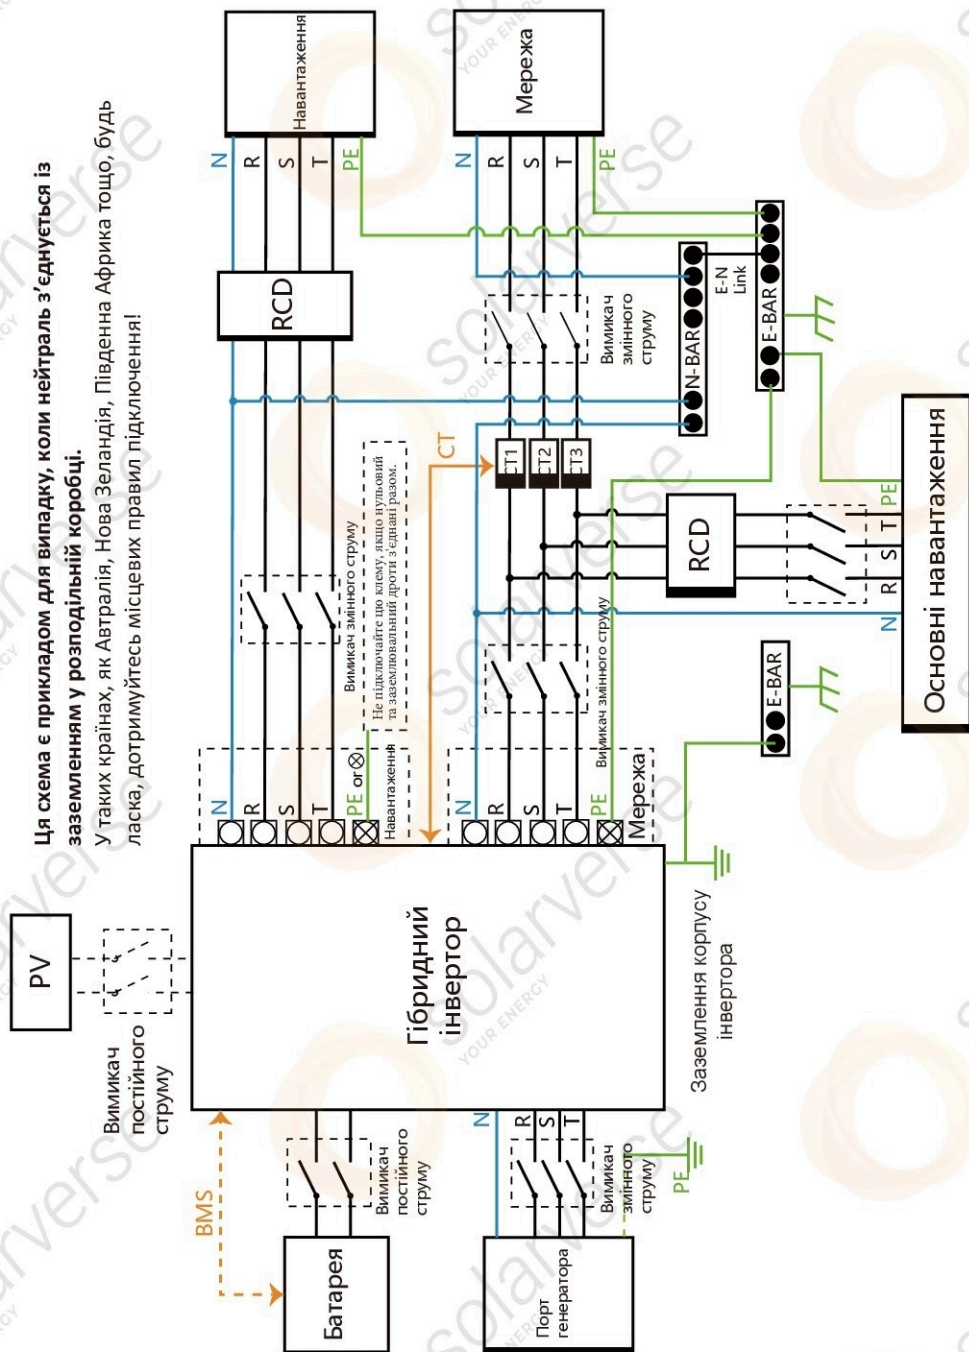 Ця схема є прикладом для випадку, коли нейтраль з'єднується із
заземленням у розподільній коробці.
У таких країнах, як Автралія, Нова Зеландія, Південна Африка тощо, будь
ласка, дотримуйтесь місцевих правил підключення!
PV
Вимикач
постійного
струму
BMS
Батарея
Вимикач
постійного
струму
Гібридний
інвертор
N
R
S
T
PE or
Навантаження
Вимикач змінного струму
Не підключайте цю клему, якщо нульовий
та заземлювальний дроти з'єднані разом.
RCD
N
R
S
T
PE
Навантаження
CT
N
R
S
T
PE
Мережа
Вимикач змінного струму
CT1
CT2
CT3
Вимикач
змінного
струму
N
R
S
T
PE
Мережа
N-BAR
E-N
Link
E-BAR
RCD
N
R
S
T
PE
Основні навантаження
E-BAR
Заземлення корпусу
інвертора
Порт
генератора
N
R
S
T
Вимикач
змінного
струму
PE
solarverse
YOUR ENERGY